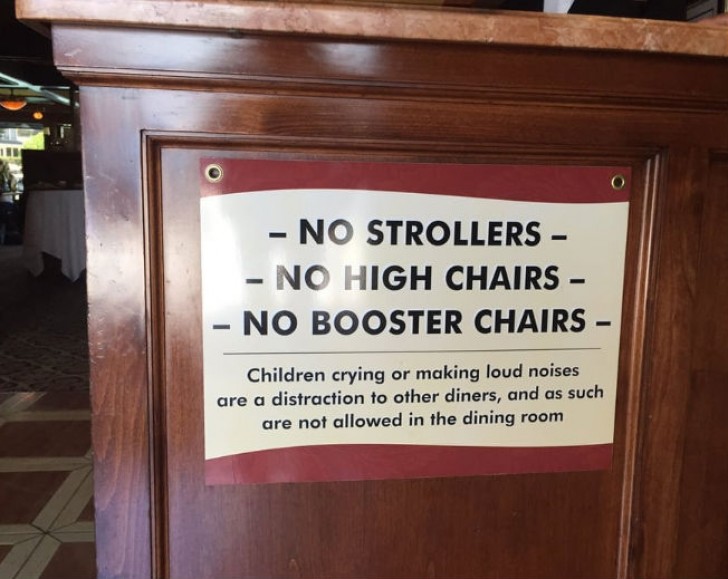 – NO STROLLERS –
– NO HIGH CHAIRS –
– NO BOOSTER CHAIRS –
Children crying or making loud noises
are a distraction to other diners, and as such
are not allowed in the dining room